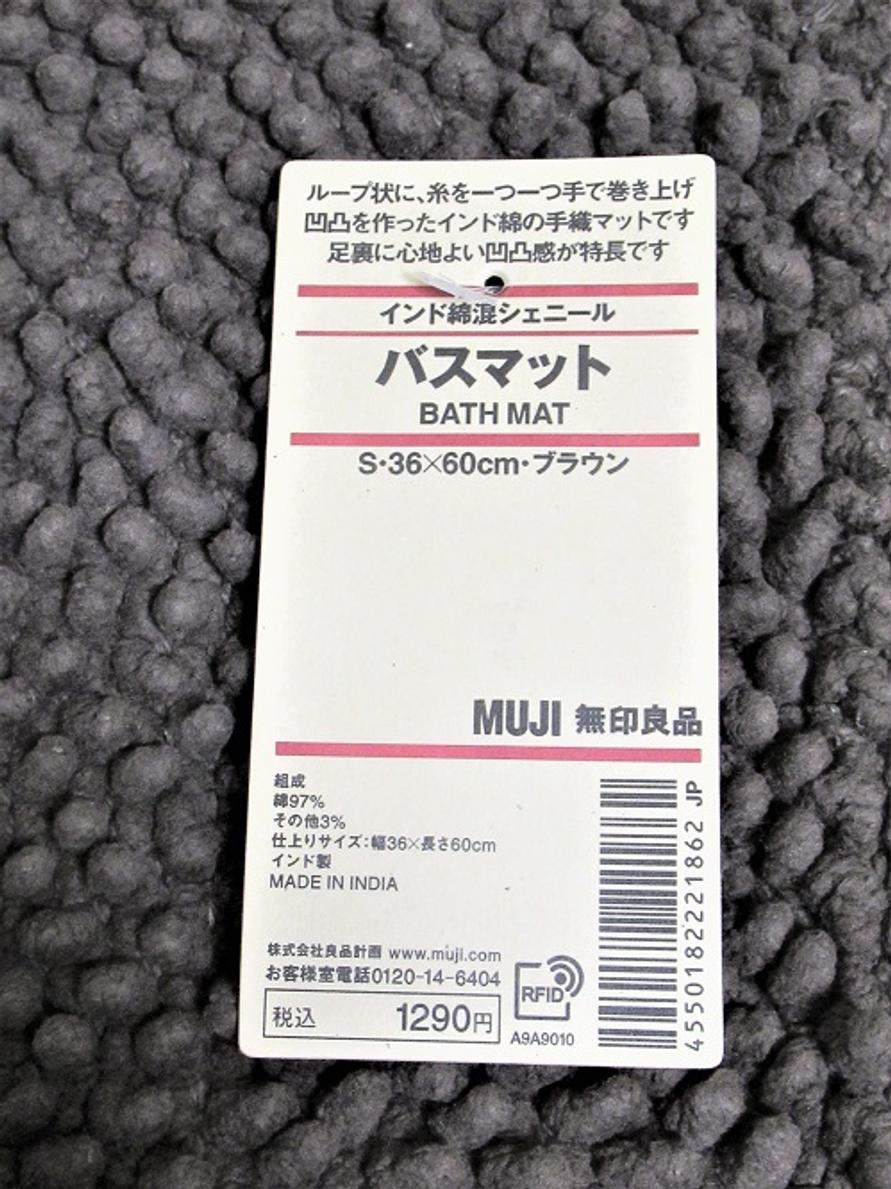 ループ状に、糸を一つ一つ手で巻き上げ
凹凸を作ったインド綿の手織マットです
足裏に心地よい凹凸感が特長です
インド綿混シェニール
バスマット
BATH MAT
S・36×60cm・ブラウン
MUJI 無印良品
組成
綿97%
その他3%
仕上りサイズ:幅36×長さ60cm
インド製
MADE IN INDIA
株式会社良品計画 www.muji.com
お客様室電話0120-14-6404
税込 1290円
RFID
A9A9010
4550182221862 JP